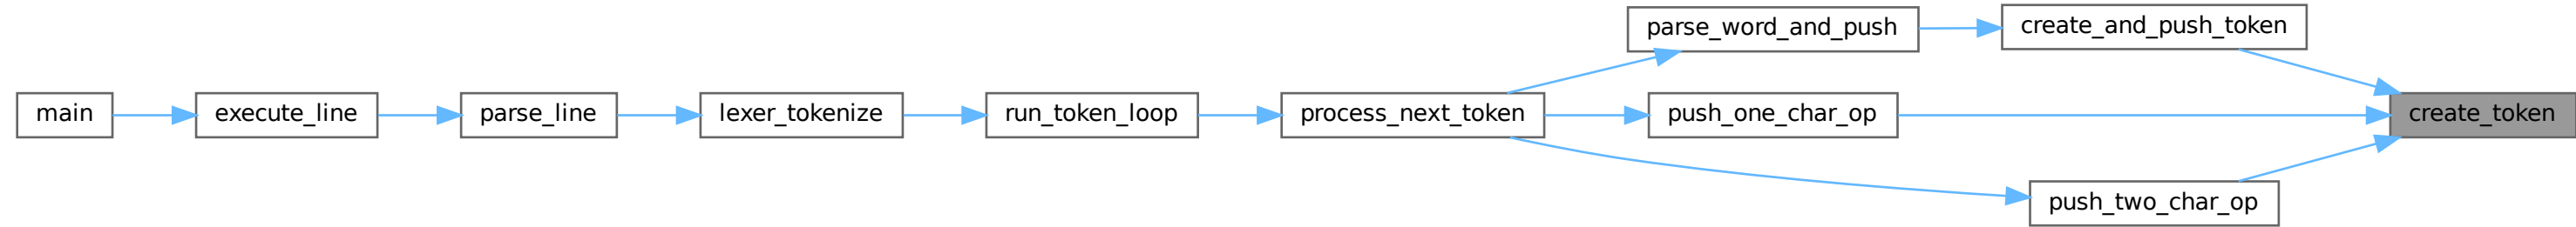 main
execute_line
parse_line
lexer_tokenize
run_token_loop
process_next_token
parse_word_and_push
create_and_push_token
push_one_char_op
push_two_char_op
create_token